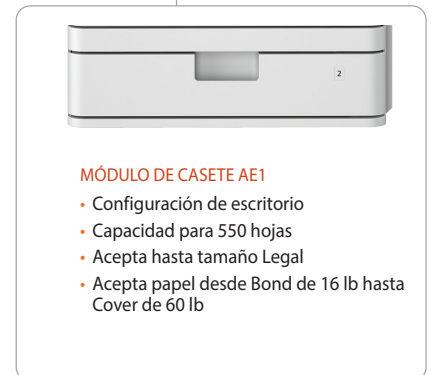 2
MÓDULO DE CASETE AE1
• Configuración de escritorio
• Capacidad para 550 hojas
• Acepta hasta tamaño Legal
• Acepta papel desde Bond de 16 lb hasta
Cover de 60 lb